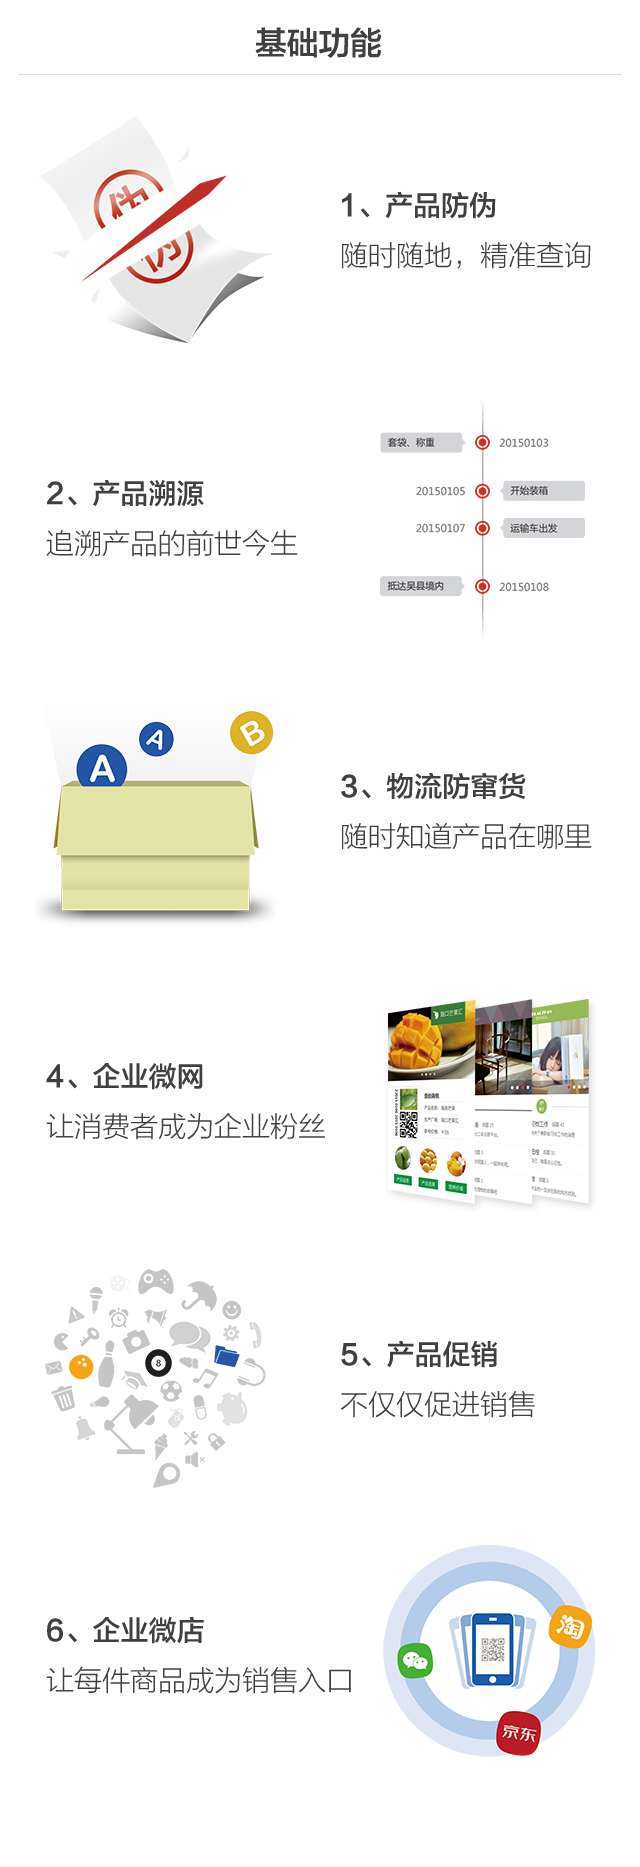 基础功能
伪
伪
1、产品防伪
随时随地，精准查询
套袋、称重
20150103
20150105
开始装箱
20150107
运输车出发
抵达吴县境内
20150108
2、产品溯源
追溯产品的前世今生
A
A
B
3、物流防窜货
随时知道产品在哪里
4、企业微网
让消费者成为企业粉丝
8
5、产品促销
不仅仅促进销售
6、企业微店
让每件商品成为销售入口
淘
京东